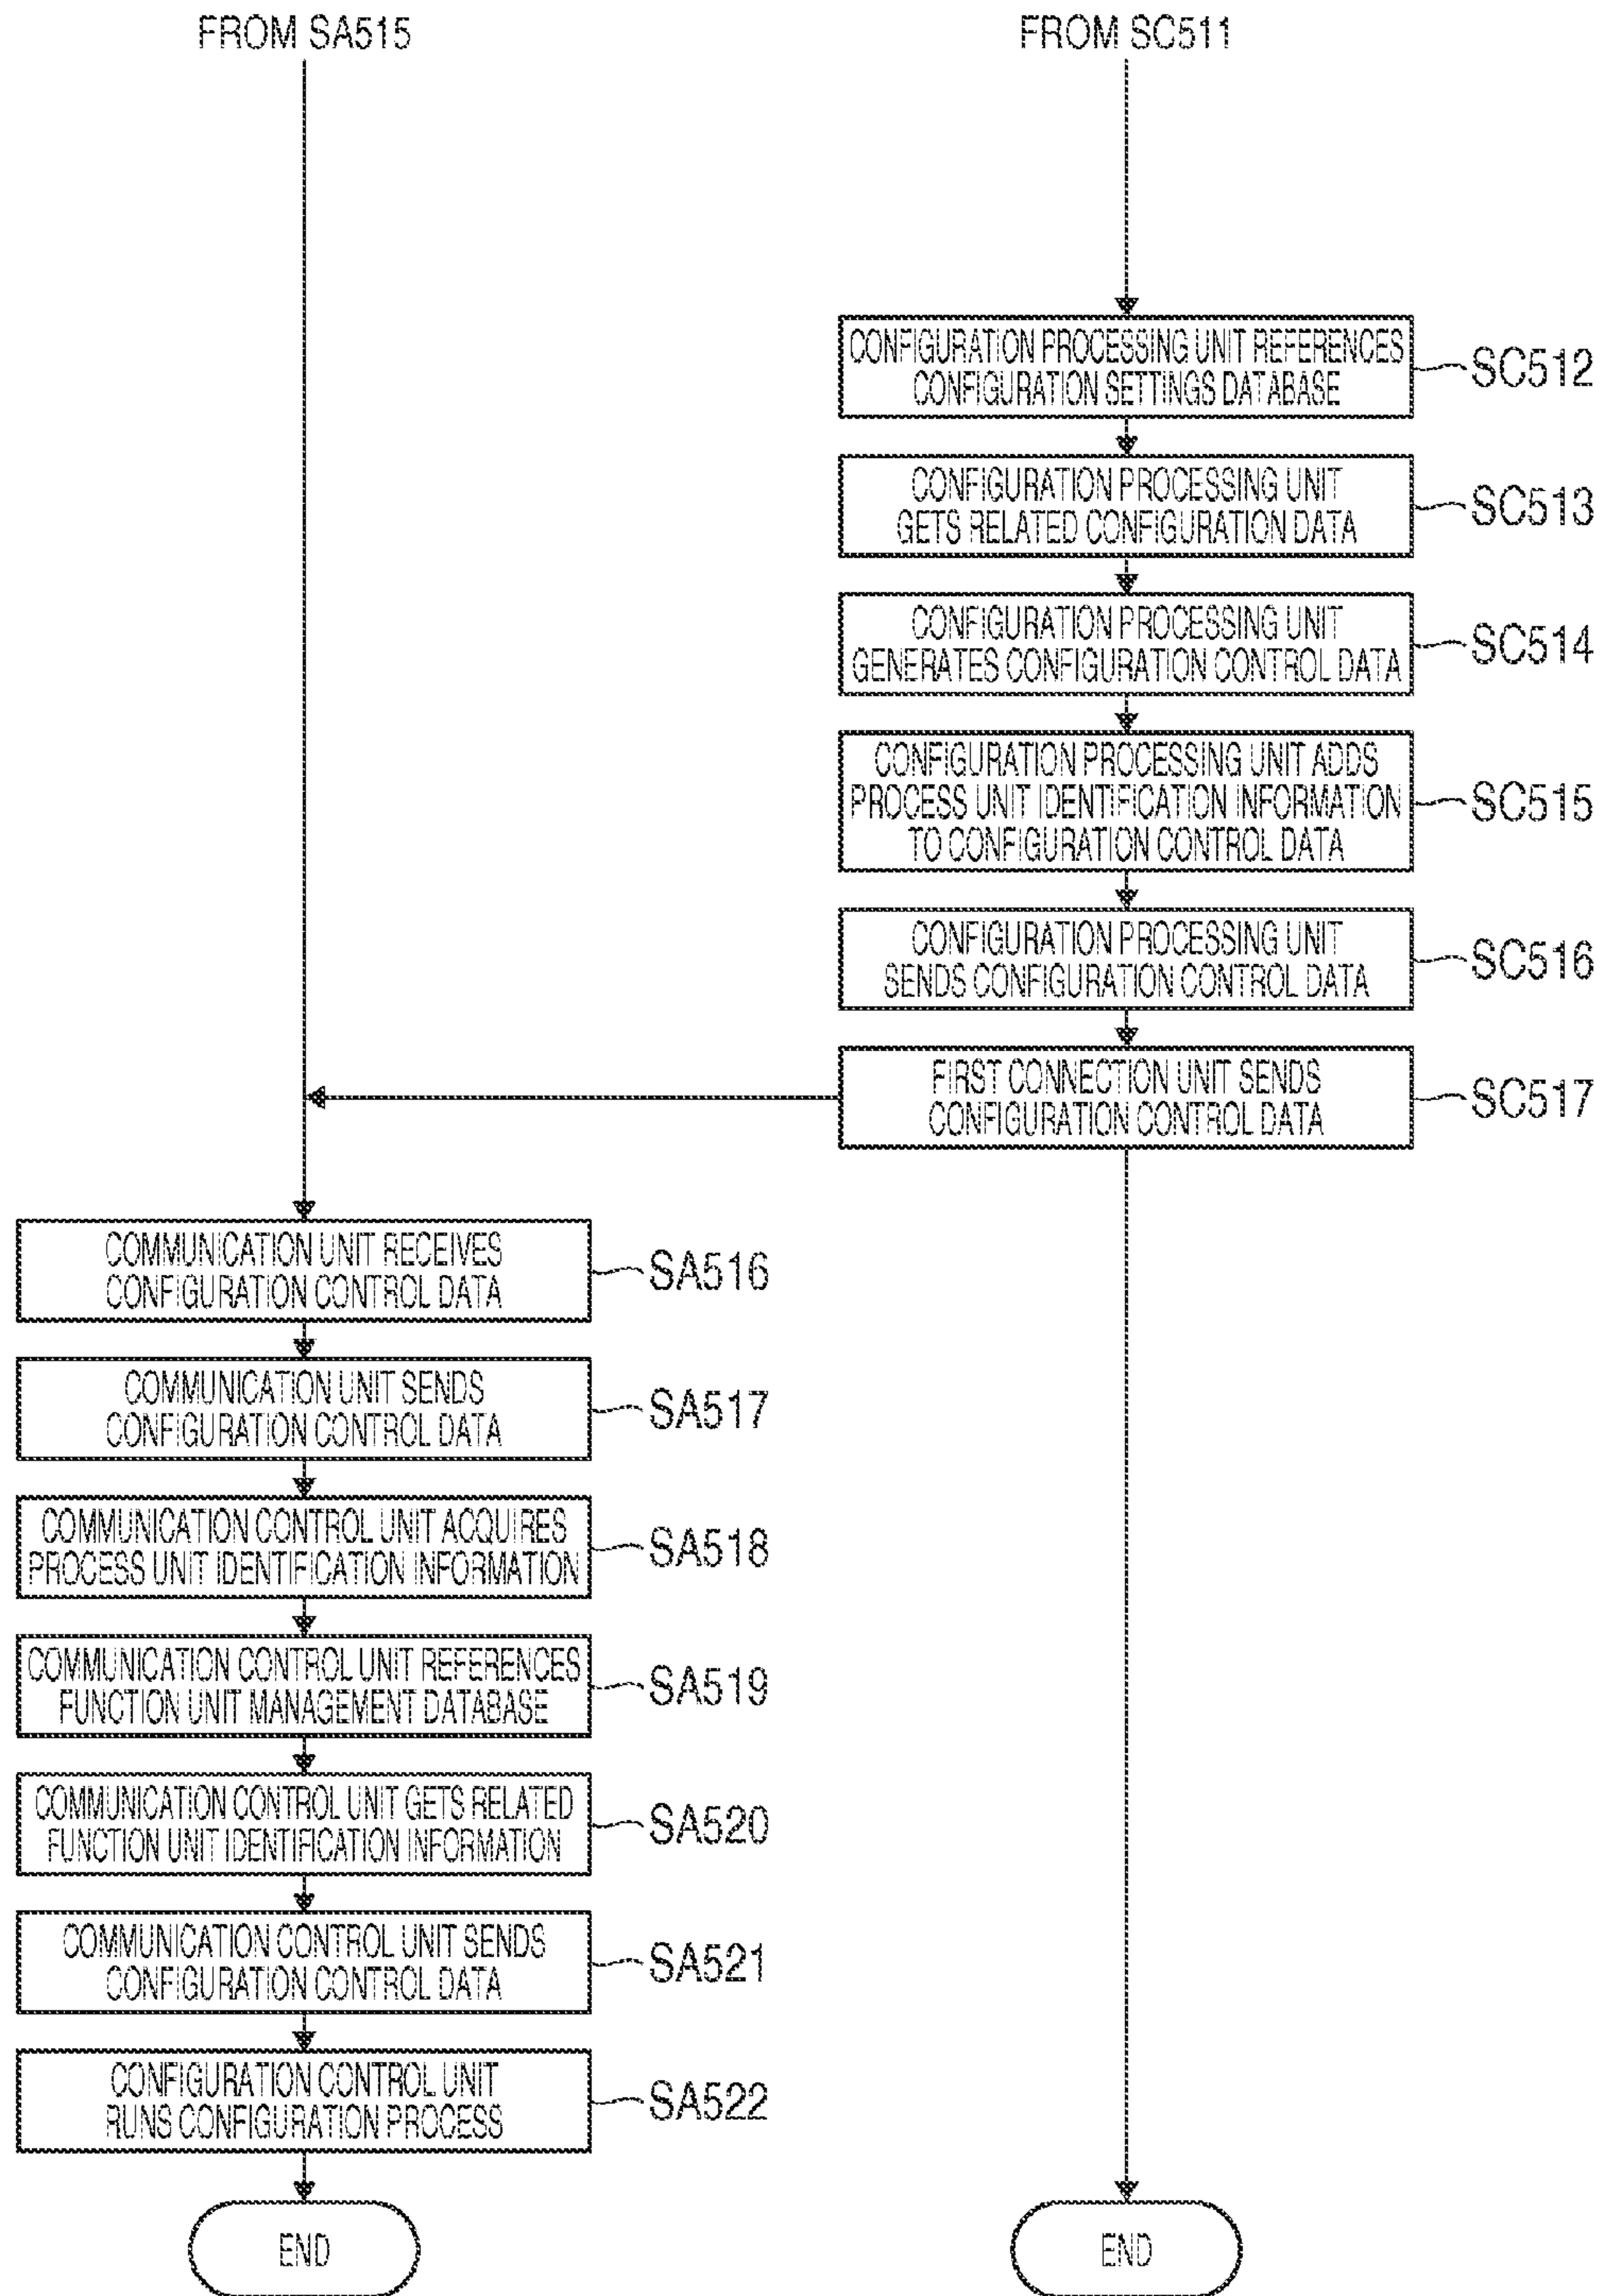 FROM SA515
FROM SC511
CONFIGURATION PROCESSING UNIT REFERENCES
CONFIGURATION SETTINGS DATABASE
SC512
CONFIGURATION PROCESSING UNIT
GETS RELATED CONFIGURATION DATA
SC513
CONFIGURATION PROCESSING UNIT
GENERATES CONFIGURATION CONTROL DATA
SC514
CONFIGURATION PROCESSING UNIT ADDS
PROCESS UNIT IDENTIFICATION INFORMATION
TO CONFIGURATION CONTROL DATA
SC515
CONFIGURATION PROCESSING UNIT
SENDS CONFIGURATION CONTROL DATA
SC516
FIRST CONNECTION UNIT SENDS
CONFIGURATION CONTROL DATA
SC517
COMMUNICATION UNIT RECEIVES
CONFIGURATION CONTROL DATA
SA516
COMMUNICATION UNIT SENDS
CONFIGURATION CONTROL DATA
SA517
COMMUNICATION CONTROL UNIT ACQUIRES
PROCESS UNIT IDENTIFICATION INFORMATION
SA518
COMMUNICATION CONTROL UNIT REFERENCES
FUNCTION UNIT MANAGEMENT DATABASE
SA519
COMMUNICATION CONTROL UNIT GETS RELATED
FUNCTION UNIT IDENTIFICATION INFORMATION
SA520
COMMUNICATION CONTROL UNIT SENDS
CONFIGURATION CONTROL DATA
SA521
CONFIGURATION CONTROL UNIT
RUNS CONFIGURATION PROCESS
SA522
END
END